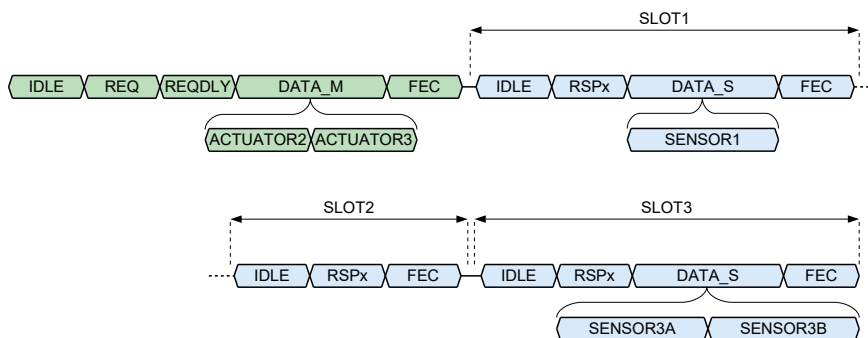 SLOT1
IDLE REQ REQDLY DATA_M FEC IDLE RSPx DATA_S FEC
ACTUATOR2 ACTUATOR3 SENSOR1
SLOT2 SLOT3
IDLE RSPx FEC IDLE RSPx DATA_S FEC
SENSOR3A SENSOR3B